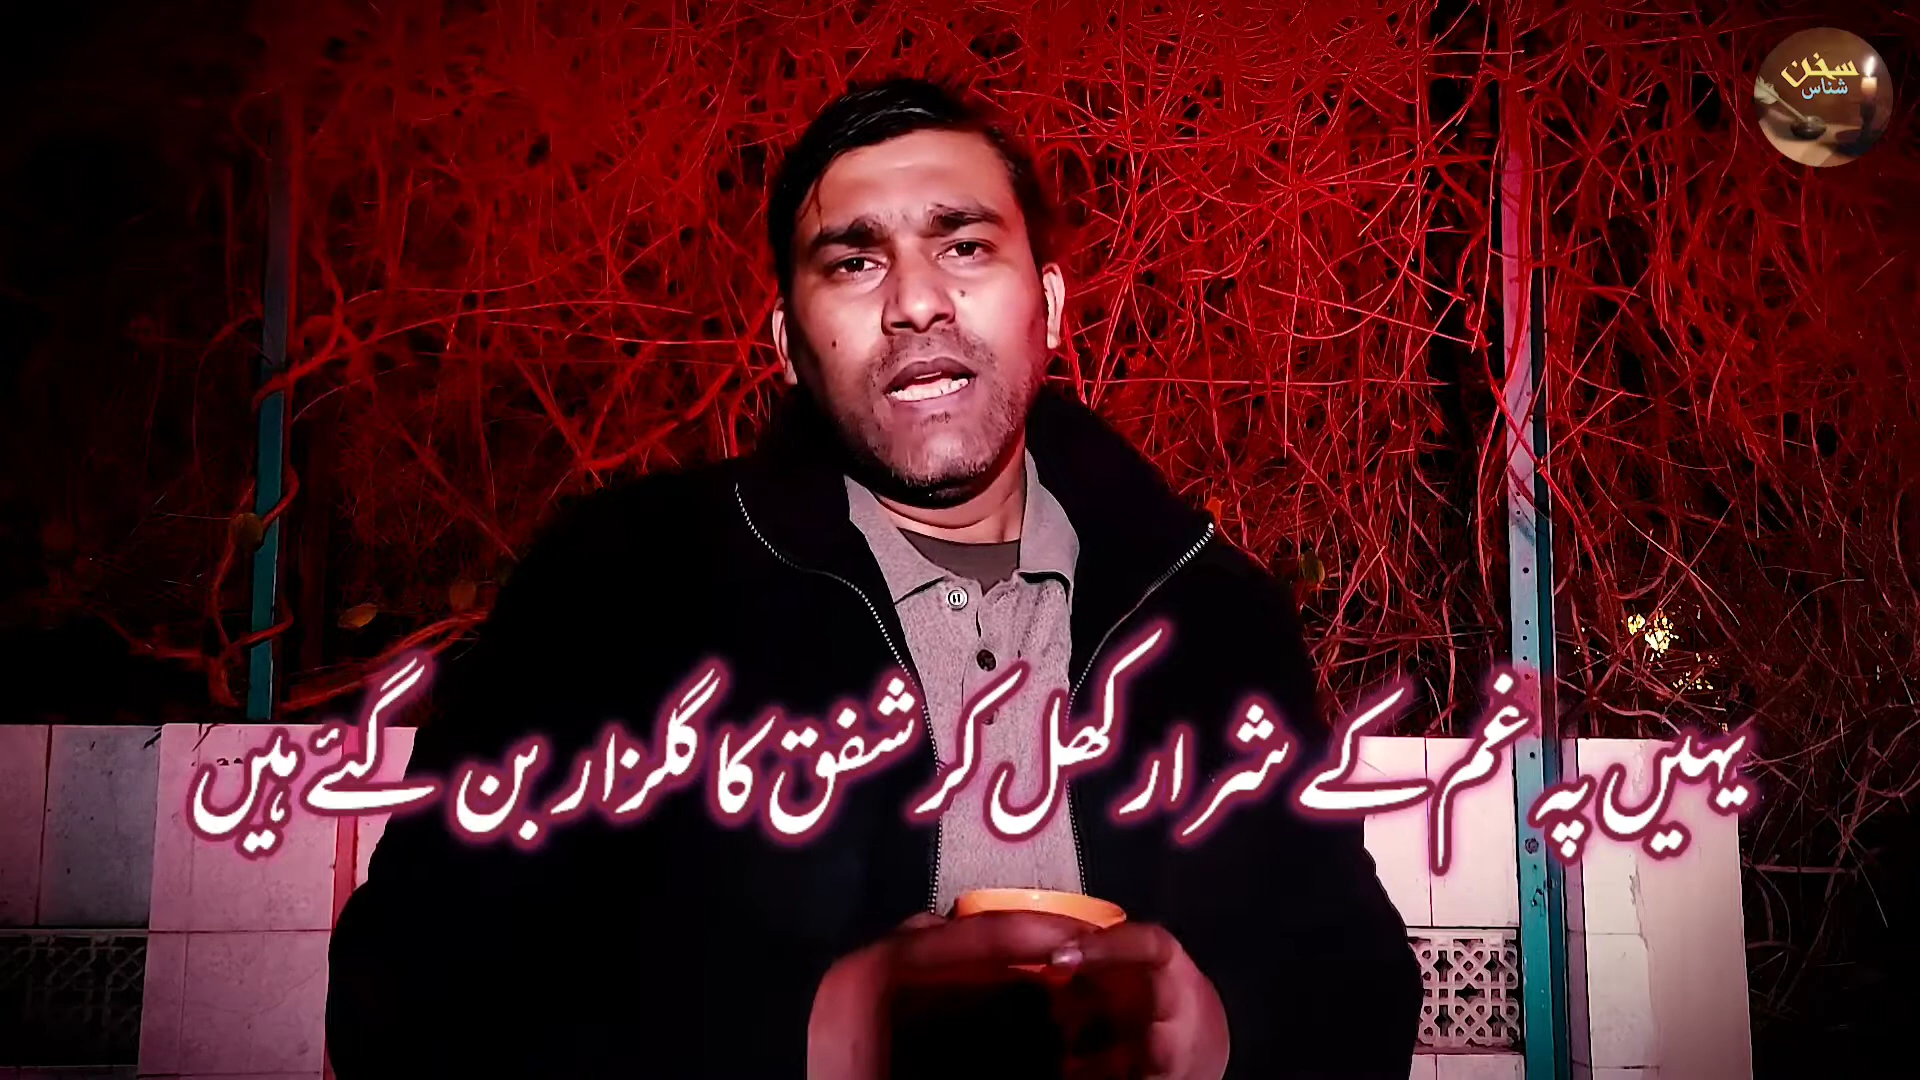 سخن
شناس
یہیں پہ غم کے شرار کھل کر شفق کا گلزار بن گئے ہیں